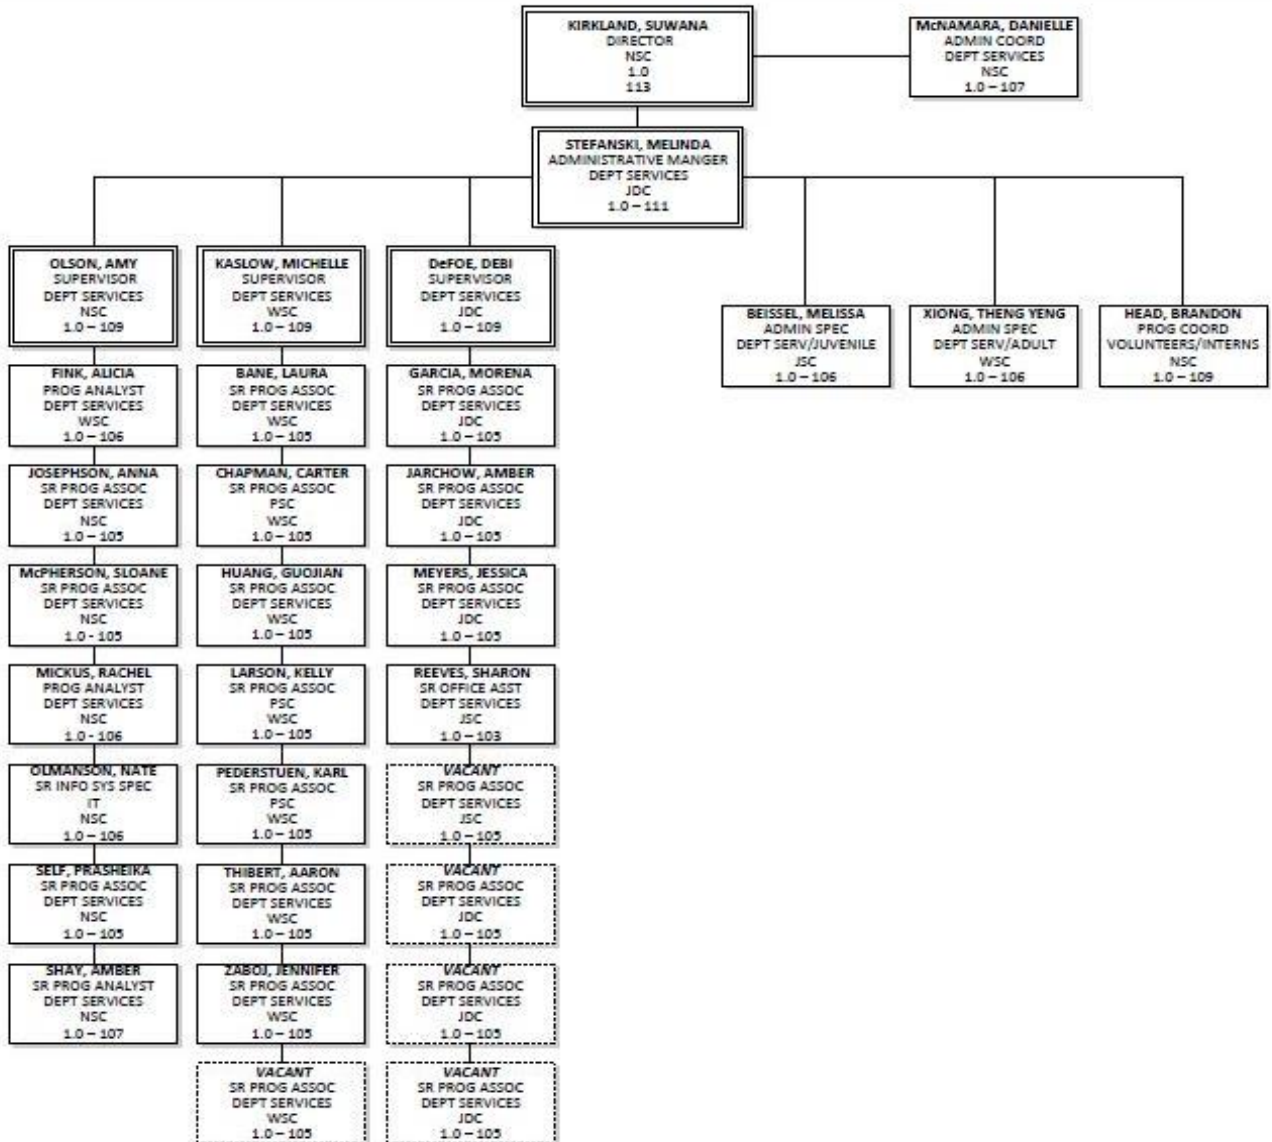 KIRKLAND, SUWANA
DIRECTOR
NSC
1.0
113
McNAMARA, DANIELLE
ADMIN COORD
DEPT SERVICES
NSC
1.0 – 107
STEFANSKI, MELINDA
ADMINISTRATIVE MANGER
DEPT SERVICES
JDC
1.0 – 111
OLSON, AMY
SUPERVISOR
DEPT SERVICES
NSC
1.0 – 109
FINK, ALICIA
PROG ANALYST
DEPT SERVICES
WSC
1.0 – 106
JOSEPHSON, ANNA
SR PROG ASSOC
DEPT SERVICES
NSC
1.0 – 105
McPHERSON, SLOANE
SR PROG ASSOC
DEPT SERVICES
NSC
1.0 - 105
MICKUS, RACHEL
PROG ANALYST
DEPT SERVICES
NSC
1.0 - 106
OLMANSON, NATE
SR INFO SYS SPEC
IT
NSC
1.0 – 106
SELF, PRASHEIKA
SR PROG ASSOC
DEPT SERVICES
NSC
1.0 – 105
SHAY, AMBER
SR PROG ANALYST
DEPT SERVICES
NSC
1.0 – 107
KASLOW, MICHELLE
SUPERVISOR
DEPT SERVICES
WSC
1.0 – 109
BANE, LAURA
SR PROG ASSOC
DEPT SERVICES
WSC
1.0 – 105
CHAPMAN, CARTER
SR PROG ASSOC
PSC
WSC
1.0 – 105
HUANG, GUOJIAN
SR PROG ASSOC
DEPT SERVICES
WSC
1.0 – 105
LARSON, KELLY
SR PROG ASSOC
PSC
WSC
1.0 – 105
PEDERSTUEN, KARL
SR PROG ASSOC
PSC
WSC
1.0 – 105
THIBERT, AARON
SR PROG ASSOC
DEPT SERVICES
WSC
1.0 – 105
ZABOJ, JENNIFER
SR PROG ASSOC
DEPT SERVICES
WSC
1.0 – 105
VACANT
SR PROG ASSOC
DEPT SERVICES
WSC
1.0 – 105
DeFOE, DEBI
SUPERVISOR
DEPT SERVICES
JDC
1.0 – 109
GARCIA, MORENA
SR PROG ASSOC
DEPT SERVICES
JDC
1.0 – 105
JARCHOW, AMBER
SR PROG ASSOC
DEPT SERVICES
JDC
1.0 – 105
MEYERS, JESSICA
SR PROG ASSOC
DEPT SERVICES
JDC
1.0 – 105
REEVES, SHARON
SR OFFICE ASST
DEPT SERVICES
JSC
1.0 – 103
VACANT
SR PROG ASSOC
DEPT SERVICES
JSC
1.0 – 105
VACANT
SR PROG ASSOC
DEPT SERVICES
JDC
1.0 – 105
VACANT
SR PROG ASSOC
DEPT SERVICES
JDC
1.0 – 105
VACANT
SR PROG ASSOC
DEPT SERVICES
JDC
1.0 – 105
BEISSEL, MELISSA
ADMIN SPEC
DEPT SERV/JUVENILE
JSC
1.0 – 106
XIONG, THENG YENG
ADMIN SPEC
DEPT SERV/ADULT
WSC
1.0 – 106
HEAD, BRANDON
PROG COORD
VOLUNTEERS/INTERNS
NSC
1.0 – 109